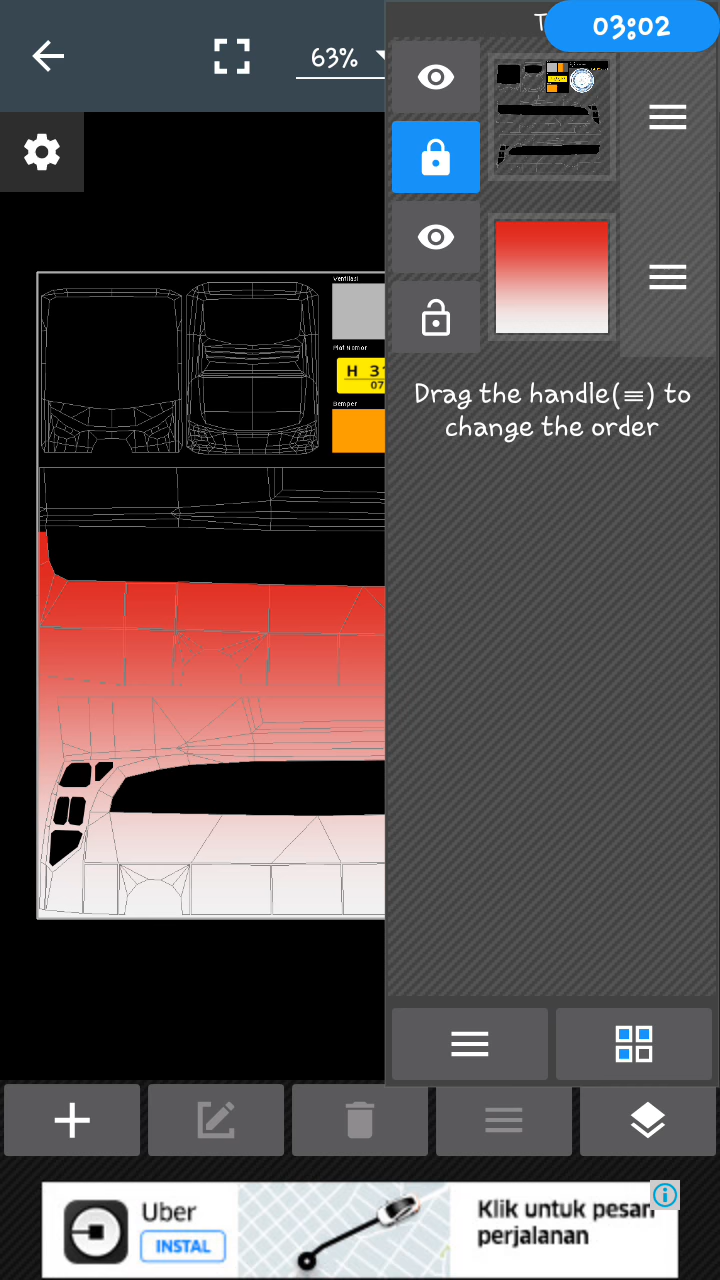 T
03:02
63%
Ventilasi
Plat Nomor
H 31
07
Bemper
Drag the handle(≡) to
change the order
Uber
INSTAL
Klik untuk pesan
perjalanan